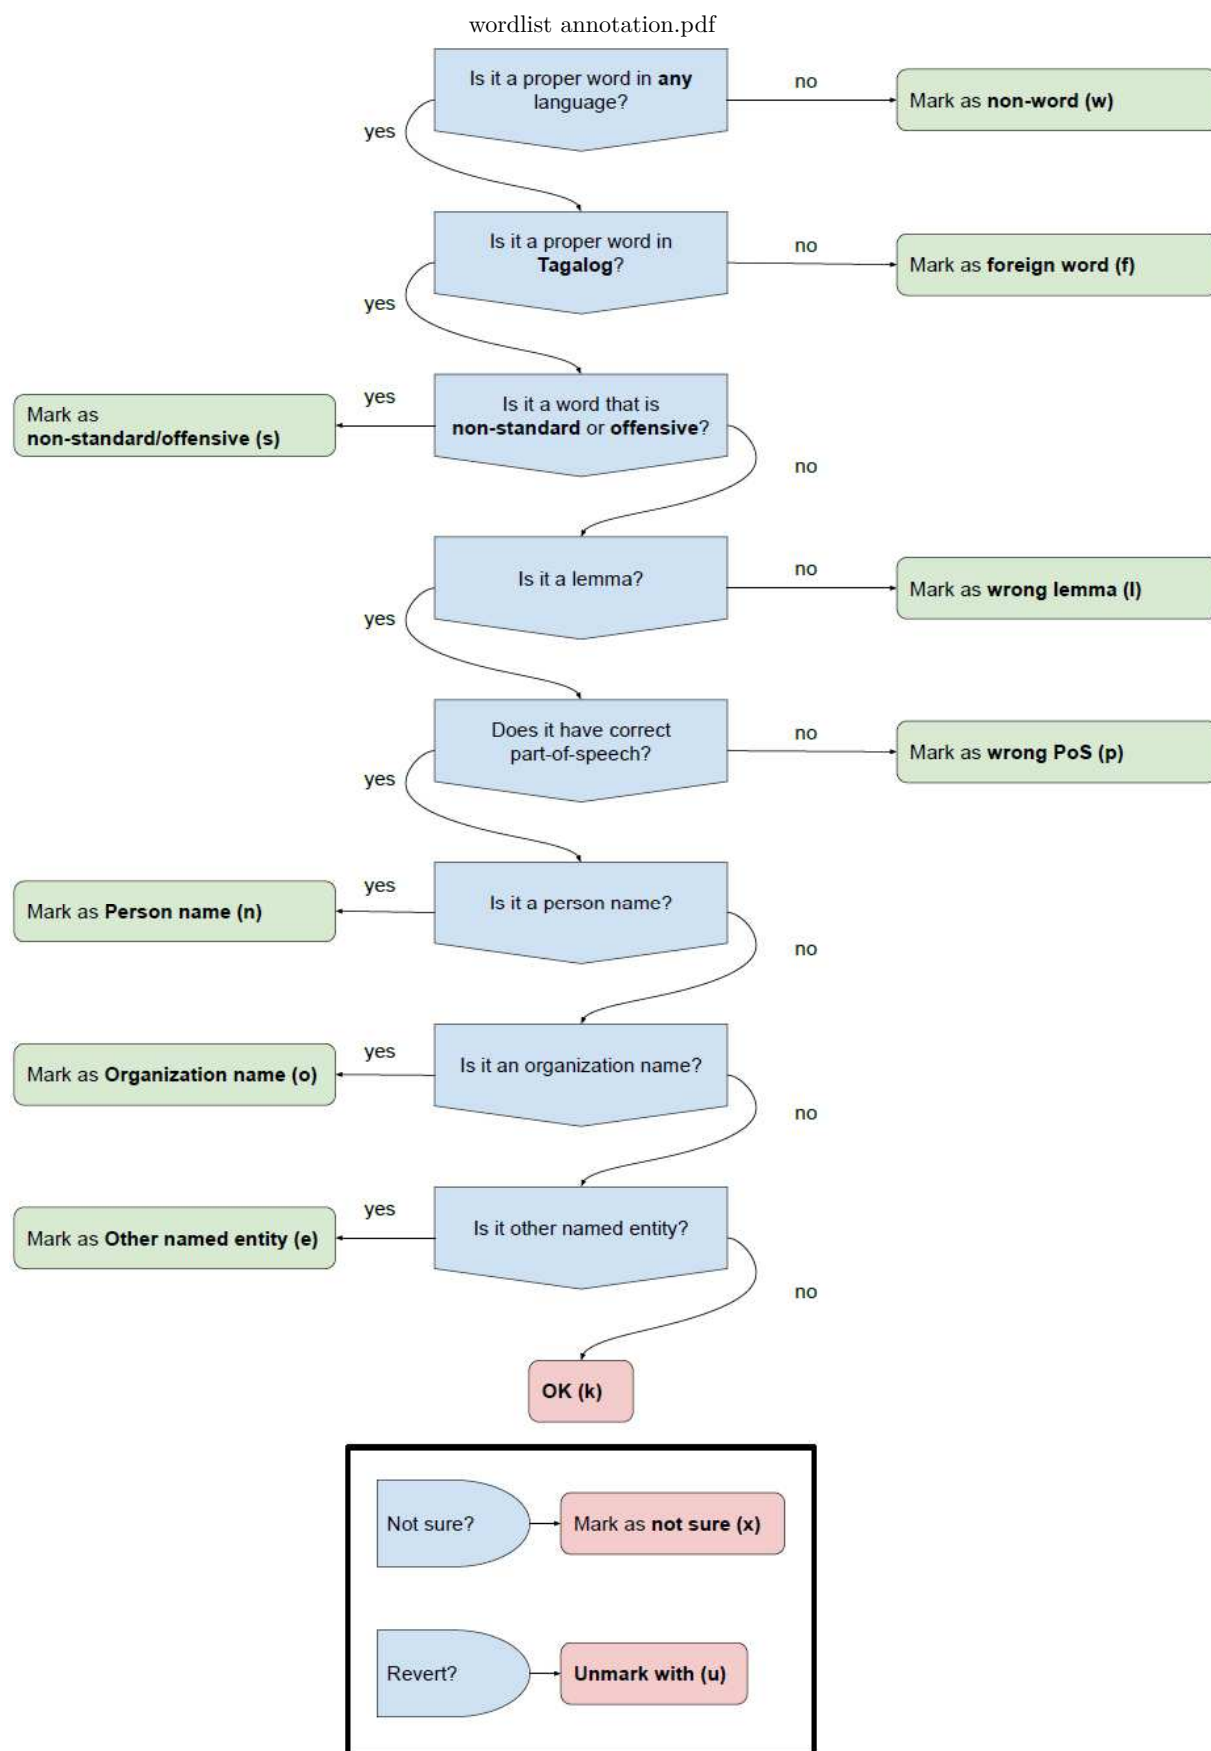 wordlist annotation.pdf
Is it a proper word in any
language?
no
Mark as non-word (w)
yes
Is it a proper word in
Tagalog?
no
Mark as foreign word (f)
yes
Is it a word that is
non-standard or offensive?
yes
Mark as
non-standard/offensive (s)
no
Is it a lemma?
no
Mark as wrong lemma (l)
yes
Does it have correct
part-of-speech?
no
Mark as wrong PoS (p)
yes
Is it a person name?
yes
Mark as Person name (n)
no
Is it an organization name?
yes
Mark as Organization name (o)
no
Is it other named entity?
yes
Mark as Other named entity (e)
no
OK (k)
Not sure?
Mark as not sure (x)
Revert?
Unmark with (u)